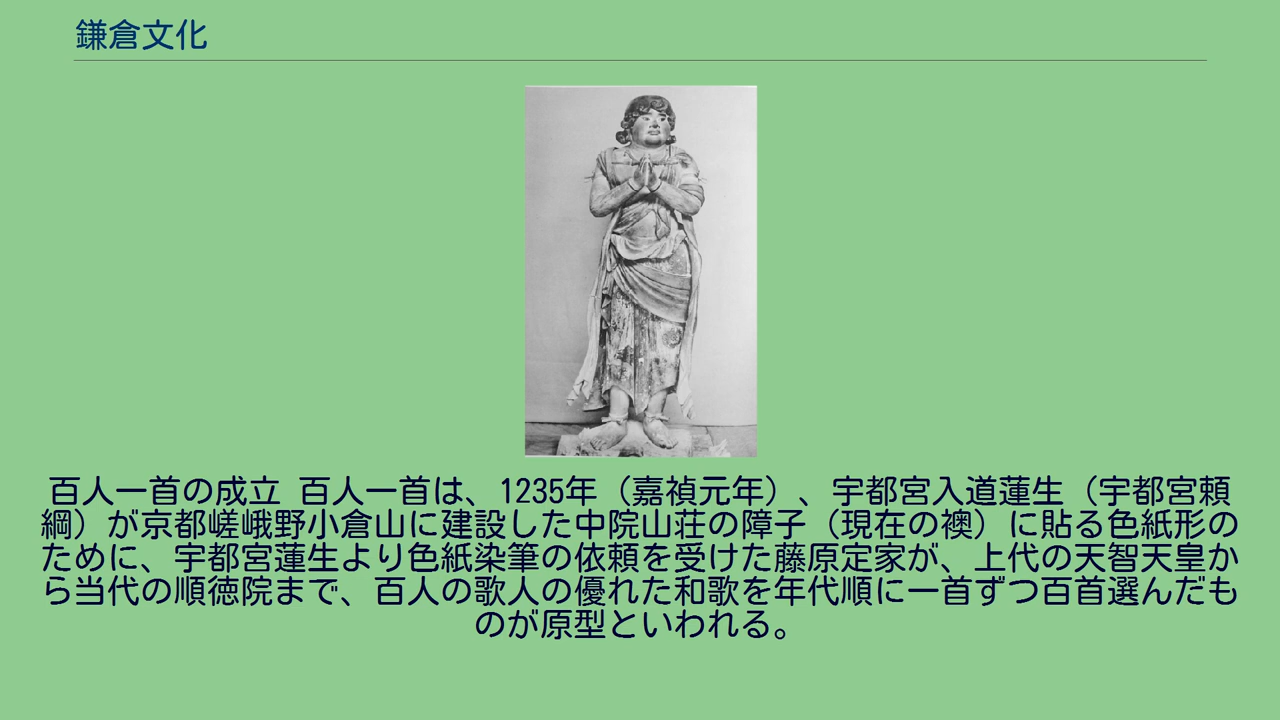 鎌倉文化
百人一首の成立 百人一首は、1235年（嘉禎元年）、宇都宮入道蓮生（宇都宮頼
綱）が京都嵯峨野小倉山に建設した中院山荘の障子（現在の襖）に貼る色紙形の
ために、宇都宮蓮生より色紙染筆の依頼を受けた藤原定家が、上代の天智天皇か
ら当代の順徳院まで、百人の歌人の優れた和歌を年代順に一首ずつ百首選んだも
のが原型といわれる。